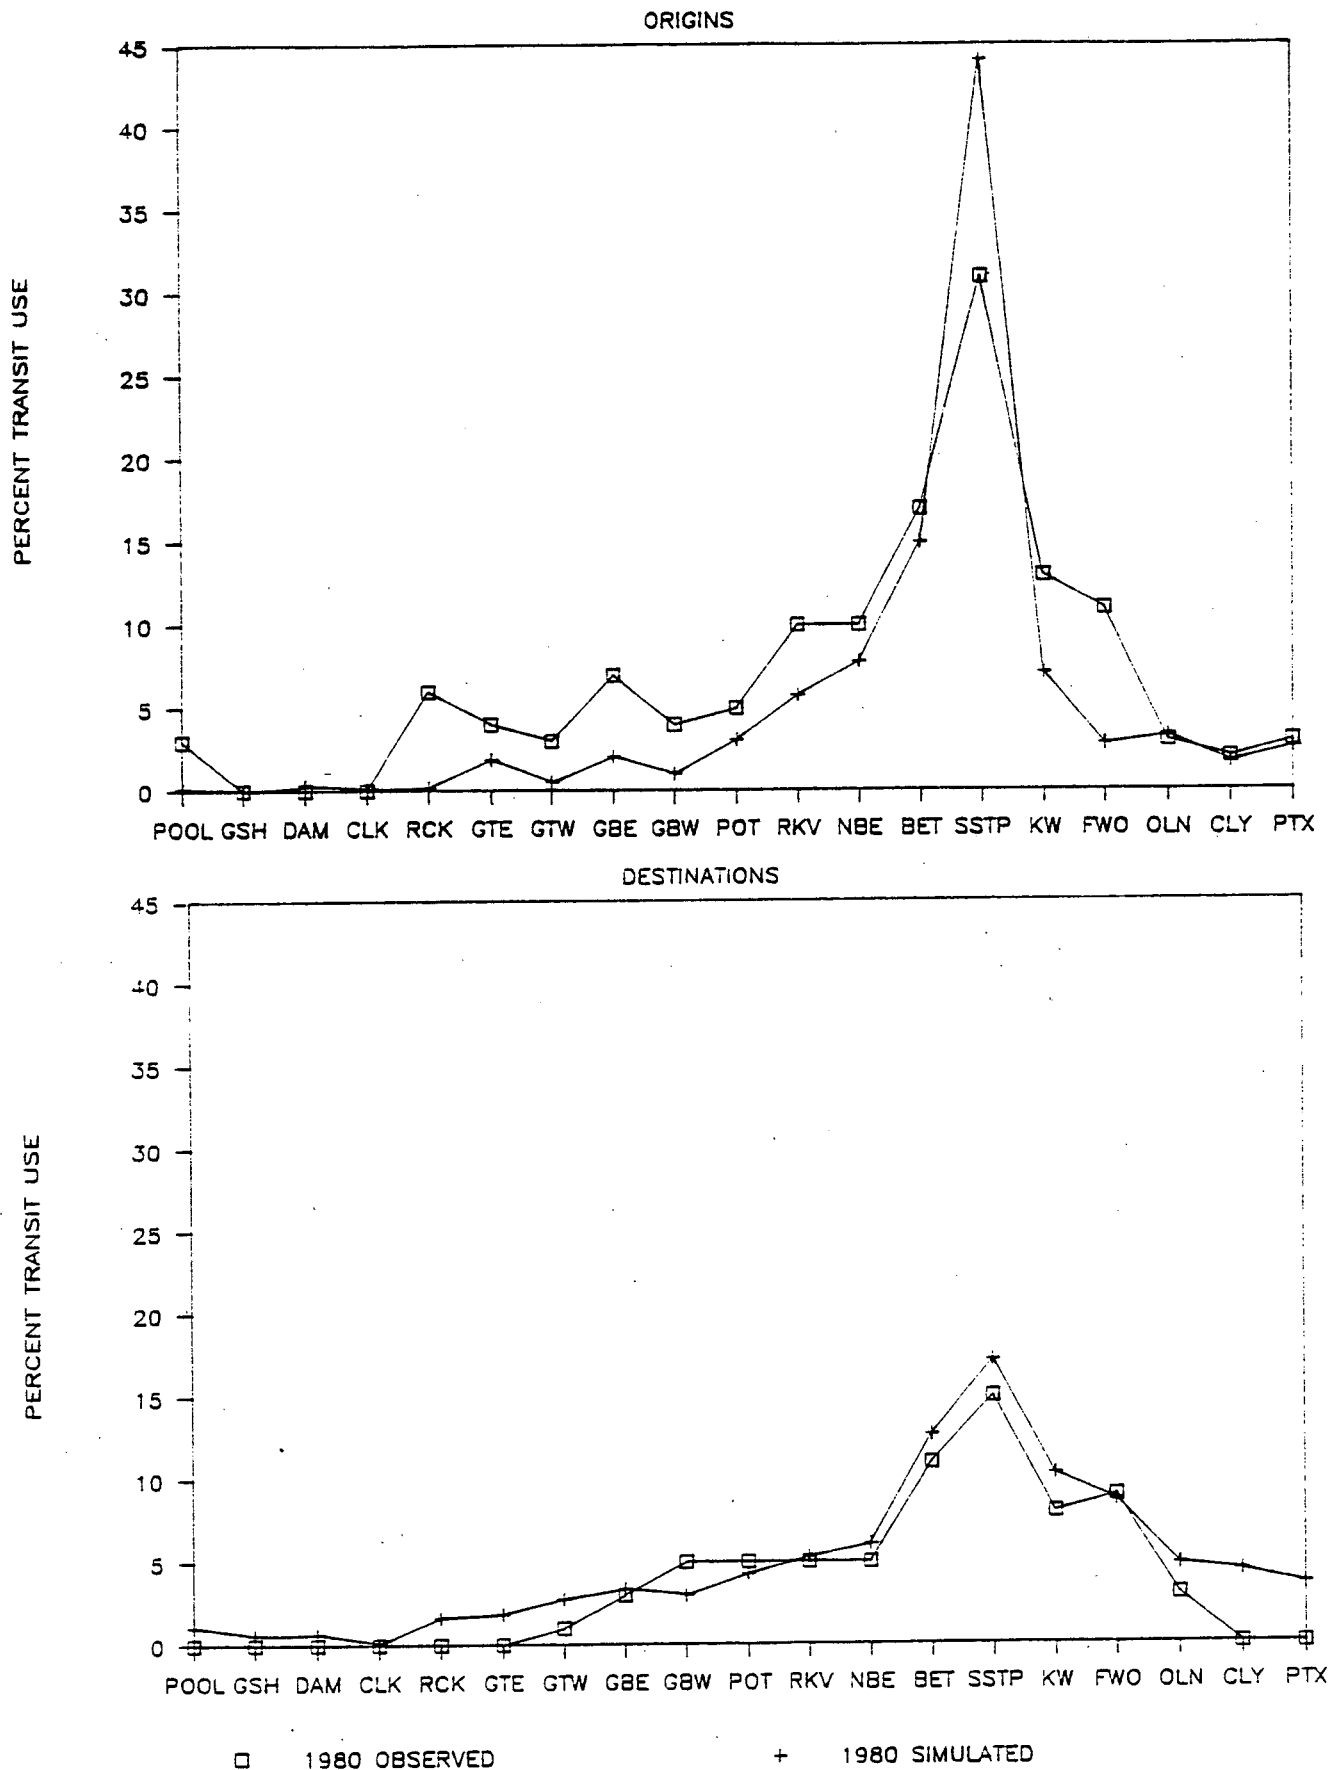 ORIGINS
45
40
35
30
25
20
15
10
5
0
PERCENT TRANSIT USE
POOL GSH DAM CLK RCK GTE GTW GBE GBW POT RKV NBE BET SSTP KW FWO OLN CLY PTX
DESTINATIONS
45
40
35
30
25
20
15
10
5
0
PERCENT TRANSIT USE
POOL GSH DAM CLK RCK GTE GTW GBE GBW POT RKV NBE BET SSTP KW FWO OLN CLY PTX
1980 OBSERVED
1980 SIMULATED